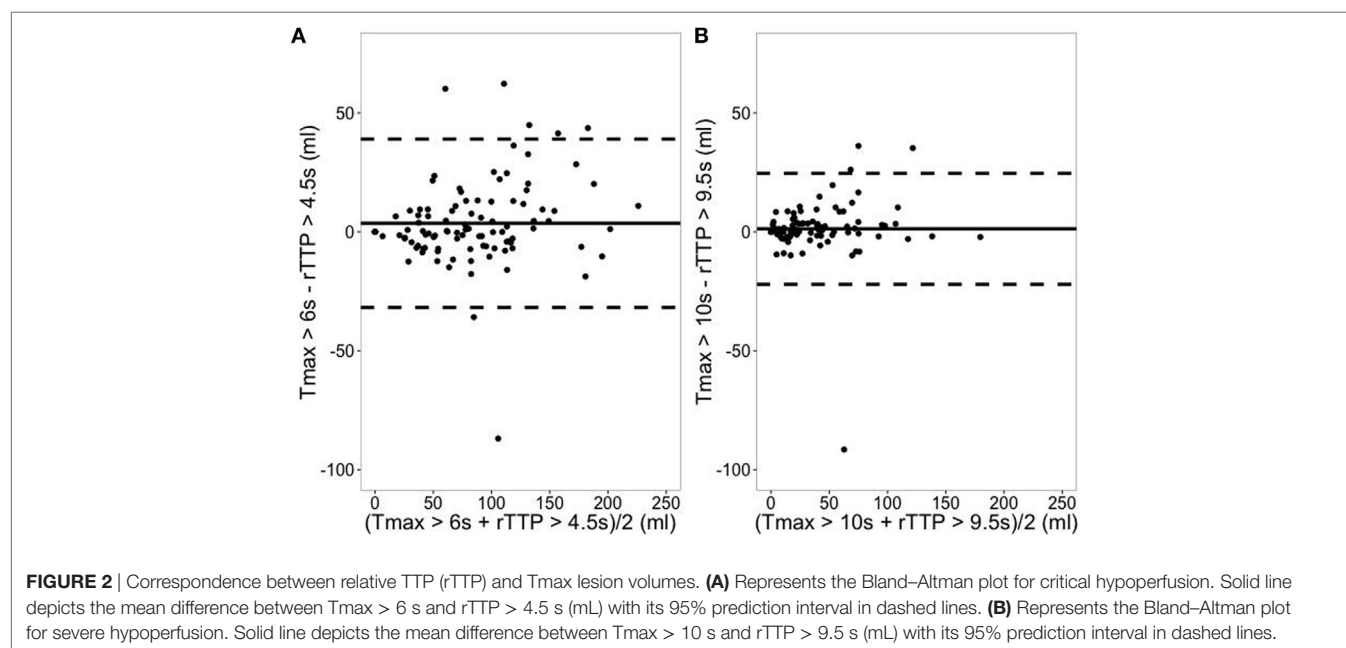 A
B
Tmax > 6s - rTTP > 4.5s (ml)
50
0
-50
-100
0 50 100 150 200 250
(Tmax > 6s + rTTP > 4.5s)/2 (ml)
Tmax > 10s - rTTP > 9.5s (ml)
50
0
-50
-100
0 50 100 150 200 250
(Tmax > 10s + rTTP > 9.5s)/2 (ml)
FIGURE 2 | Correspondence between relative TTP (rTTP) and Tmax lesion volumes. (A) Represents the Bland–Altman plot for critical hypoperfusion. Solid line
depicts the mean difference between Tmax > 6 s and rTTP > 4.5 s (mL) with its 95% prediction interval in dashed lines. (B) Represents the Bland–Altman plot
for severe hypoperfusion. Solid line depicts the mean difference between Tmax > 10 s and rTTP > 9.5 s (mL) with its 95% prediction interval in dashed lines.